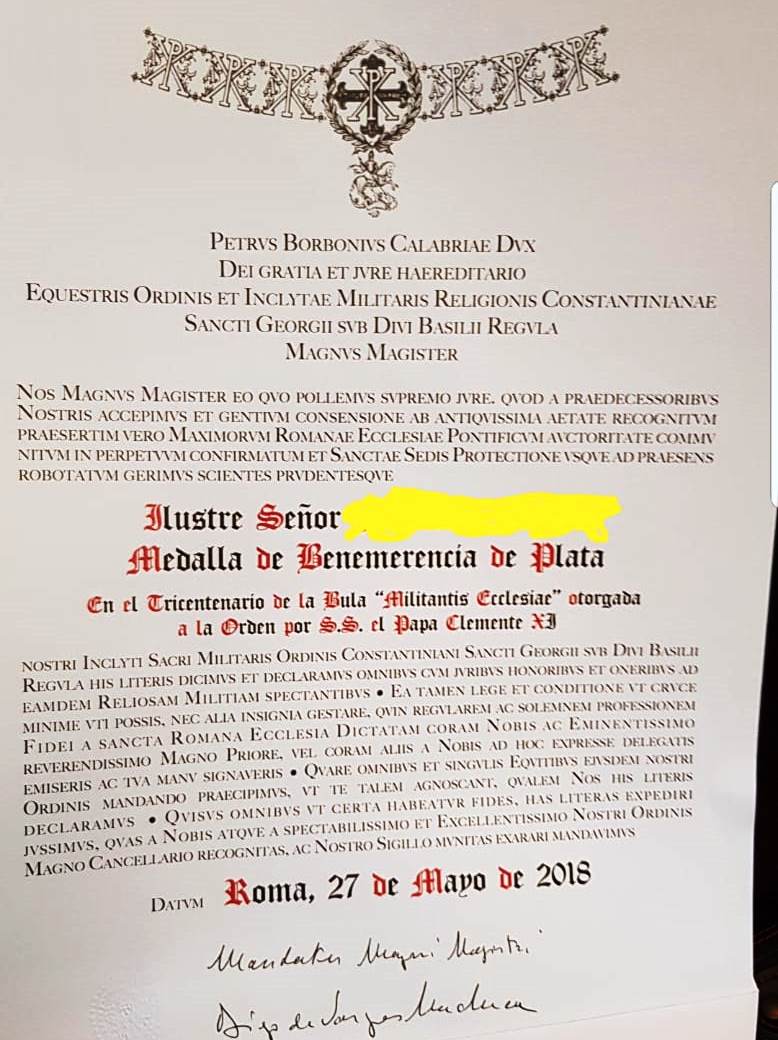 PETRVS BORBONIVS CALABRIAE DVX
DEI GRATIA ET JVRE HAEREDITARIO
EQUESTRIS ORDINIS ET INCLYTAE MILITARIS RELIGIONIS CONSTANTINIANAE
SANCTI GEORGII SVB DIVI BASILII REGVLA
MAGNVS MAGISTER
NOS MAGNVS MAGISTER EO QVO POLLEMVS SVPREMO JVRE. QVOD A PRAEDECESSORIBVS
NOSTRIS ACCEPIMVS ET GENTIVM CONSENSIONE AB ANTIQVISSIMA AETATE RECOGNITVM
PRAESERTIM VERO MAXIMORVM ROMANAE ECCLESIAE PONTIFICVM AVCTORITATE COMMV
NITVM IN PERPETVVM CONFIRMATVM ET SANCTAE SEDIS PROTECTIONE VSQVE AD PRAESENS
ROBOTATVM GERIMVS SCIENTES PRVDENTESQVE
Ilustre Señor
Medalla de Benemerencia de Plata
En el Tricentenario de la Bula “Militantis Ecclesiae” otorgada
a la Orden por S.S. el Papa Clemente XI
NOSTRI INCLYTI SACRI MILITARIS ORDINIS CONSTANTINIANI SANCTI GEORGII SVB DIVI BASILII
REGVLA HIS LITERIS DICIMVS ET DECLARAMVS OMNIBVS CVM JVRIBVS HONORIBVS ET ONERIBVS AD
EAMDEM RELIOSAM MILITIAM SPECTANTIBVS • EA TAMEN LEGE ET CONDITIONE VT CRVCE
MINIME VTI POSSIS, NEC ALIA INSIGNIA GESTARE, QVIN REGVLAREM AC SOLEMNEM PROFESSIONEM
FIDEI A SANCTA ROMANA ECCLESIA DICTATAM CORAM NOBIS AC EMINENTISSIMO
REVERENDISSIMO MAGNO PRIORE, VEL CORAM ALIIS A NOBIS AD HOC EXPRESSE DELEGATIS
EMISERIS AC TVA MANV SIGNAVERIS • QVARE OMNIBVS ET SINGVLIS EQVITIBVS EJVSDEM NOSTRI
ORDINIS MANDANDO PRAECIPIMVS, VT TE TALEM AGNOSCANT, QVALEM NOS HIS LITERIS
DECLARAMVS • QVISVS OMNIBVS VT CERTA HABEATVR FIDES, HAS LITERAS EXPEDIRI
JVSSIMVS, QVAS A NOBIS ATQVE A SPECTABILISSIMO ET EXCELLENTISSIMO NOSTRI ORDINIS
MAGNO CANCELLARIO RECOGNITAS, AC NOSTRO SIGILLO MVNITAS EXARARI MANDAVIMVS
DATVM Roma, 27 de Mayo de 2018
Magni Magistri
Diego de Vargas Machuca